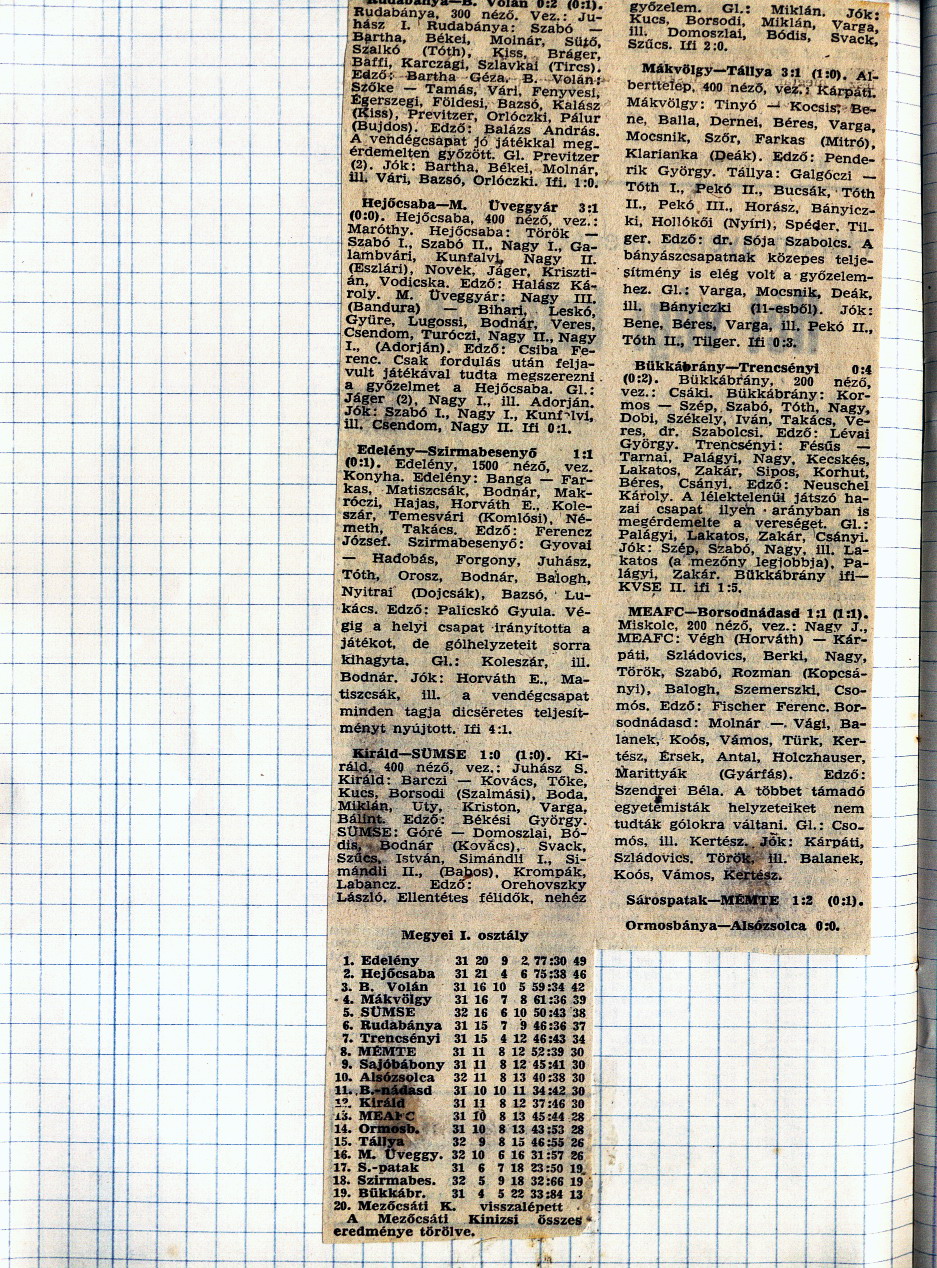 Rudabánya—B. Volán 0:2 (0:1).
Rudabánya, 300 néző. Vez.: Ju-
hász I. Rudabánya: Szabó —
Bartha, Békei, Molnár, Sütő,
Szalkó (Tóth), Kiss, Bráger,
Baffi, Karczagi, Szlávkai (Tircs).
Edző: Bartha Géza. B. Volán:
Szőke — Tamás, Vári, Fenyvesi,
Egerszegi, Földesi, Bazsó, Kalász
(Kiss), Previtzer, Orlóczki, Pálur
(Bujdos). Edző: Balázs András.
A vendégcsapat jó játékkal meg-
érdemelten győzött. Gl. Previtzer
(2). Jók: Bartha, Békei, Molnár,
ill. Vári, Bazsó, Orlóczki. Ifi. 1:0.
Hejőcsaba—M. Üveggyár 3:1
(0:0). Hejőcsaba, 400 néző, vez.:
Maróthy. Hejőcsaba: Török —
Szabó I., Szabó II., Nagy I., Ga-
lambvári, Kunfalvi, Nagy II.
(Eszlári), Novek, Jáger, Kriszti-
án, Vodicska. Edző: Halász Ká-
roly. M. Üveggyár: Nagy III.
(Bandura) — Bihari, Leskó,
Gyüre, Lugossi, Bodnár, Veres,
Csendom, Turóczi, Nagy II., Nagy
I., (Adorján). Edző: Csiba Fe-
renc. Csak fordulás után felja-
vult játékával tudta megszerezni
a győzelmet a Hejőcsaba. Gl.:
Jáger (2), Nagy I., ill. Adorján.
Jók: Szabó I., Nagy I., Kunfalvi,
ill. Csendom, Nagy II. Ifi 0:1.
Edelény—Szirmabesenyő 1:1
(0:1). Edelény, 1500 néző, vez.
Konyha. Edelény: Banga — Far-
kas, Matiszcsák, Bodnár, Mak-
róczi, Hajas, Horváth E., Kole-
szár, Temesvári (Komlósi), Né-
meth, Takács. Edző: Ferencz
József. Szirmabesenyő: Gyovai
— Hadobás, Forgony, Juhász,
Tóth, Orosz, Bodnár, Balogh,
Nyitrai (Dojcsák), Bazsó, Lu-
kács. Edző: Palicskó Gyula. Vé-
gig a helyi csapat irányította a
játékot, de gólhelyzeteit sorra
kihagyta. Gl.: Koleszár, ill.
Bodnár. Jók: Horváth E., Ma-
tiszcsák, ill. a vendégcsapat
minden tagja dicséretes teljesít-
ményt nyújtott. Ifi 4:1.
Királd—SÜMSE 1:0 (1:0). Ki-
ráld, 400 néző, vez.: Juhász S.
Királd: Barczi — Kovács, Tőke,
Kucs, Borsodi (Szalmási), Boda,
Miklán, Uty, Kriston, Varga,
Bálint. Edző: Békési György.
SÜMSE: Góré — Domoszlai, Bó-
dis, Bodnár (Kovács), Svack,
Szűcs, István, Simándli I., Si-
mándli II., (Babos), Krompák,
Labancz. Edző: Orehovszky
László. Ellentétes félidők, nehéz
győzelem. Gl.: Miklán. Jók:
Kucs, Borsodi, Miklán, Varga,
ill. Domoszlai, Bódis, Svack,
Szűcs. Ifi 2:0.
Mákvölgy—Tállya 3:1 (1:0). Al-
berttelep, 400 néző, vez.: Kárpáti.
Mákvölgy: Tinyó — Kocsis, Be-
ne, Balla, Dernei, Béres, Varga,
Mocsnik, Szőr, Farkas (Mitró),
Klarianka (Deák). Edző: Pende-
rik György. Tállya: Galgóczi —
Tóth I., Pekó II., Bucsák, Tóth
II., Pekó III., Horász, Bányicz-
ki, Hollókői (Nyíri), Spéder, Til-
ger. Edző: dr. Sója Szabolcs. A
bányászcsapatnak közepes telje-
sítmény is elég volt a győzelem-
hez. Gl.: Varga, Mocsnik, Deák,
ill. Bányiczki (11-esből). Jók:
Bene, Béres, Varga, ill. Pekó II.,
Tóth II., Tilger. Ifi 0:3.
Bükkábrány—Trencsényi 0:4
(0:2). Bükkábrány, 200 néző,
vez.: Csáki. Bükkábrány: Kor-
mos — Szép, Szabó, Tóth, Nagy,
Dobi, Székely, Iván, Takács, Ve-
res, dr. Szabolcsi. Edző: Lévai
György. Trencsényi: Fésűs —
Tarnai, Palágyi, Nagy, Kecskés,
Lakatos, Zakár, Sipos, Korhut,
Béres, Csányi. Edző: Neuschel
Károly. A lélektelenül játszó ha-
zai csapat ilyen arányban is
megérdemelte a vereséget. Gl.:
Palágyi, Lakatos, Zakár, Csányi.
Jók: Szép, Szabó, Nagy, ill. La-
katos (a mezőny legjobbja), Pa-
lágyi, Zakár. Bükkábrány ifi—
KVSE II. ifi 1:5.
MEAFC—Borsodnádasd 1:1 (1:1).
Miskolc, 200 néző, vez.: Nagy J.,
MEAFC: Végh (Horváth) — Kár-
páti, Szládovics, Berki, Nagy,
Török, Szabó, Rozman (Kopcsá-
nyi), Balogh, Szemerszki, Cso-
mós. Edző: Fischer Ferenc. Bor-
sodnádasd: Molnár — Vági, Ba-
lanek, Koós, Vámos, Türk, Ker-
tész, Érsek, Antal, Holczhauser,
Marittyák (Gyárfás). Edző:
Szendrei Béla. A többet támadó
egyetemisták helyzeteiket nem
tudták gólokra váltani. Gl.: Cso-
mós, ill. Kertész. Jók: Kárpáti,
Szládovics, Török, ill. Balanek,
Koós, Vámos, Kertész.
Sárospatak—MÉMTE 1:2 (0:1).
Ormosbánya—Alsózsolca 0:0.
Megyei I. osztály
1. Edelény 31 20 9 2 77:30 49
2. Hejőcsaba 31 21 4 6 75:38 46
3. B. Volán 31 16 10 5 59:34 42
4. Mákvölgy 31 16 7 8 61:36 39
5. SÜMSE 32 16 6 10 50:43 38
6. Rudabánya 31 15 7 9 46:36 37
7. Trencsényi 31 15 4 12 46:43 34
8. MÉMTE 31 11 8 12 52:39 30
9. Sajóbábony 31 11 8 12 45:41 30
10. Alsózsolca 32 11 8 13 40:38 30
11. B.-nádasd 31 10 10 11 34:42 30
12. Királd 31 11 8 12 37:46 30
13. MEAFC 31 10 8 13 45:44 28
14. Ormosb. 31 10 8 13 43:53 28
15. Tállya 32 9 8 15 46:55 26
16. M. Üveggy. 32 10 6 16 31:57 26
17. S.-patak 31 6 7 18 23:50 19
18. Szirmabes. 32 5 9 18 32:66 19
19. Bükkábr. 31 4 5 22 33:84 13
20. Mezőcsáti K. visszalépett
A Mezőcsáti Kinizsi összes
eredménye törölve.